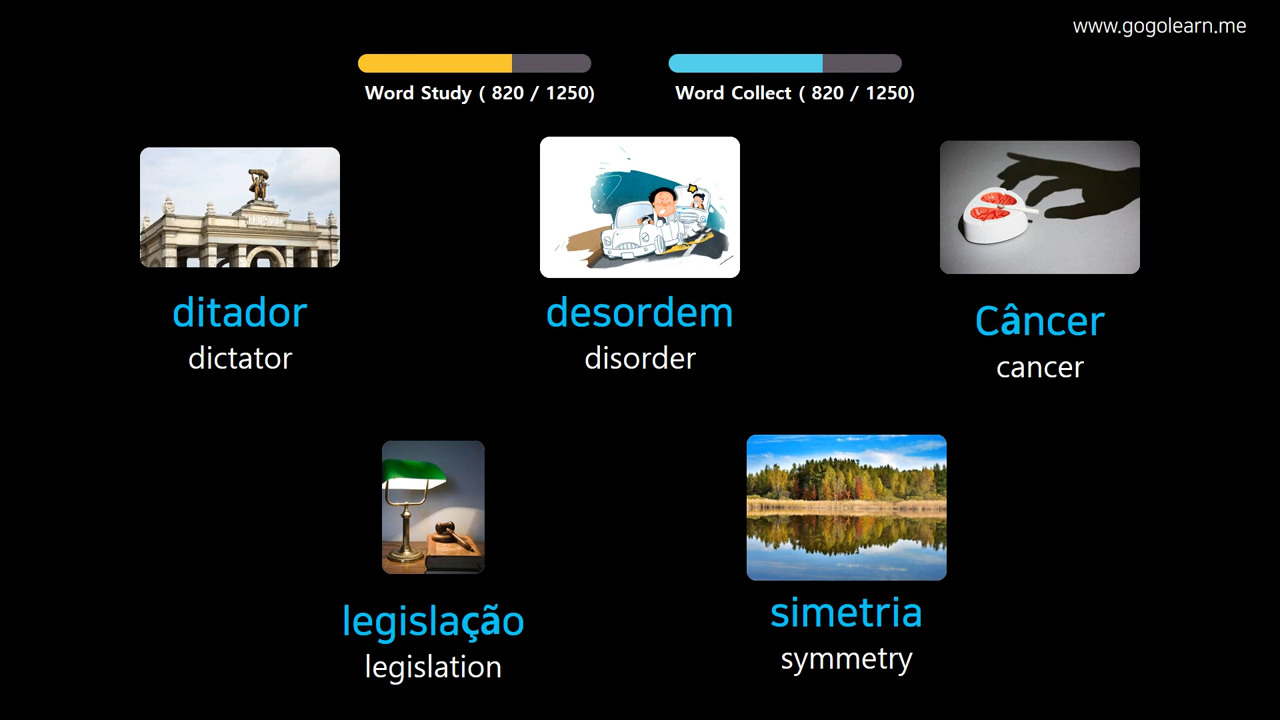 www.gogolearn.me
Word Study ( 820 / 1250)
Word Collect ( 820 / 1250)
ditador
dictator
desordem
disorder
Câncer
cancer
legislação
legislation
simetria
symmetry